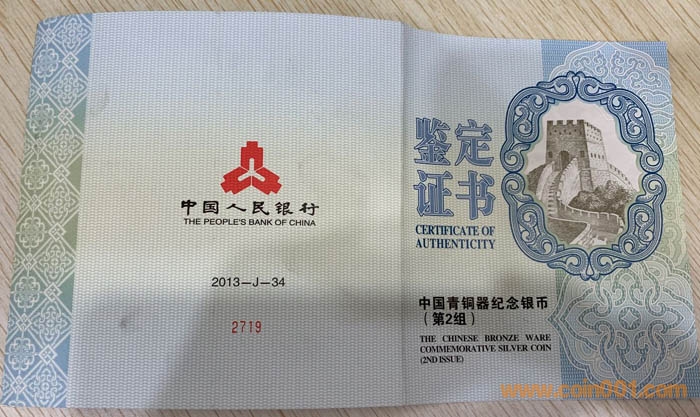 中国人民银行
THE PEOPLE'S BANK OF CHINA
2013—J—34
2719
鉴定
证书
CERTIFICATE OF
AUTHENTICITY
中国青铜器纪念银币
（第2组）
THE CHINESE BRONZE WARE
COMMEMORATIVE SILVER COIN
(2ND ISSUE)
www.coin001.com